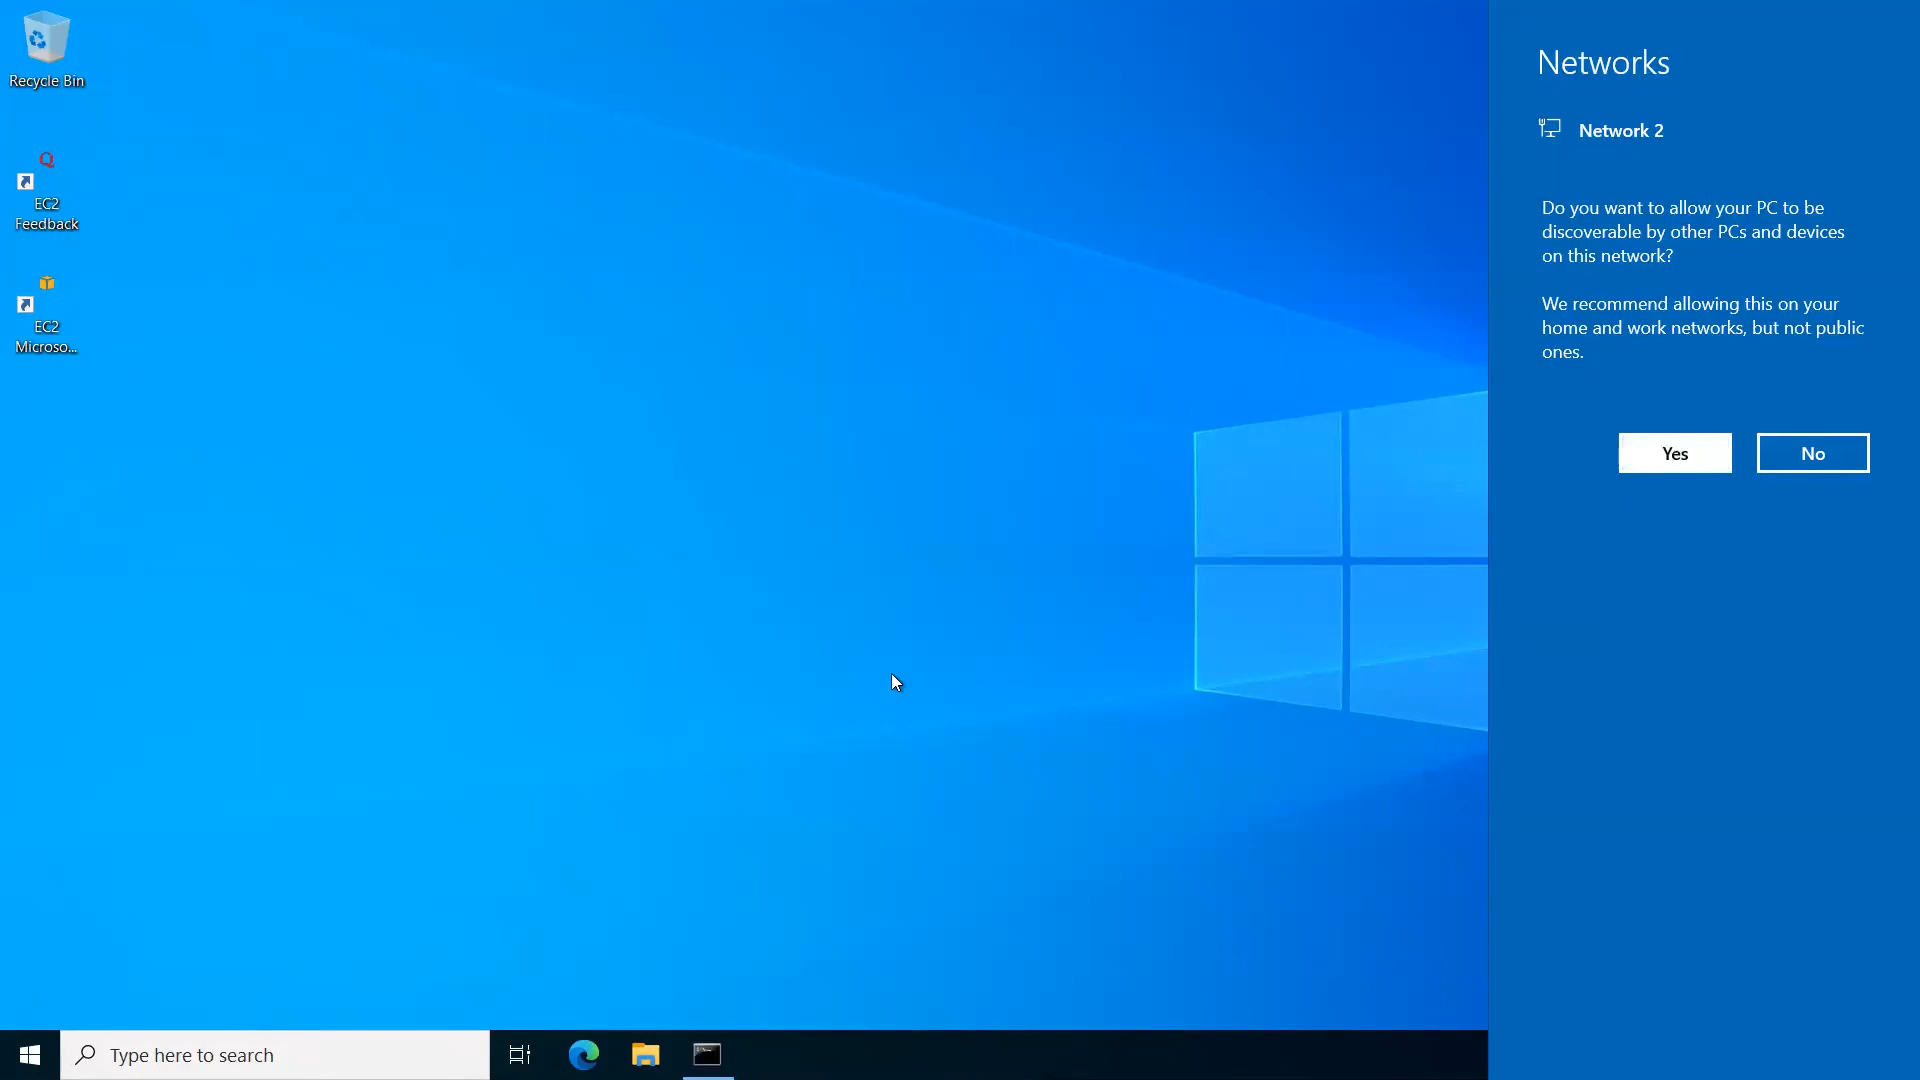 Recycle Bin
EC2
Feedback
EC2
Microso...
Networks
Network 2
Do you want to allow your PC to be
discoverable by other PCs and devices
on this network?
We recommend allowing this on your
home and work networks, but not public
ones.
Yes
No
Type here to search